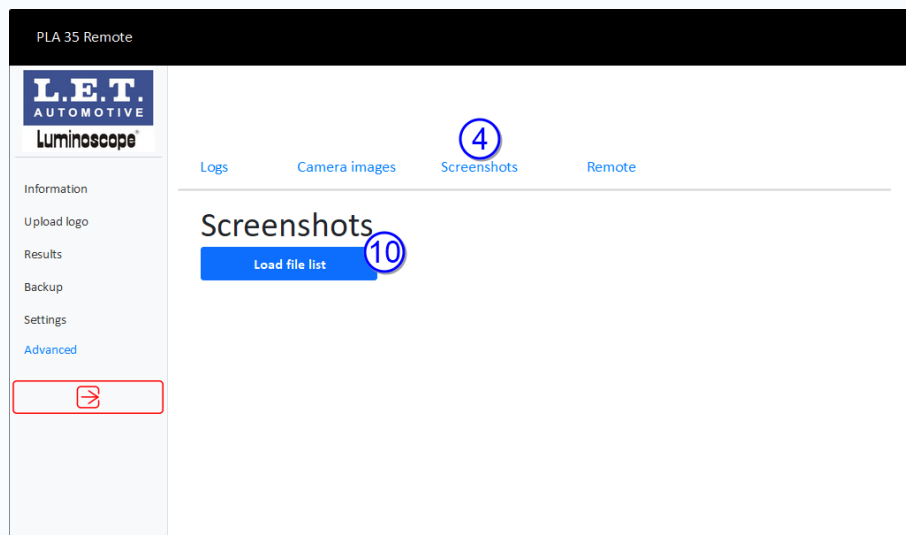 PLA 35 Remote
L.E.T.
AUTOMOTIVE
Luminoscope®
Information
Upload logo
Results
Backup
Settings
Advanced
4
Logs Camera images Screenshots Remote
Screenshots
10
Load file list